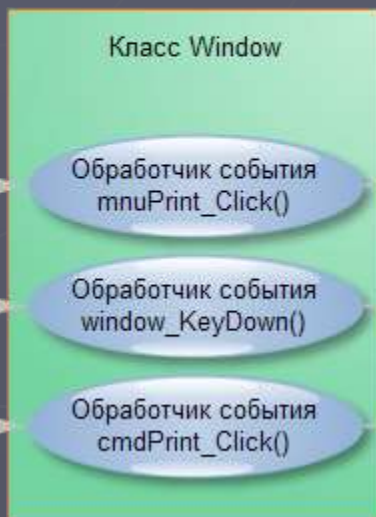 Класс Window
Обработчик события
mnuPrint_Click()
Обработчик события
window_KeyDown()
Обработчик события
cmdPrint_Click()